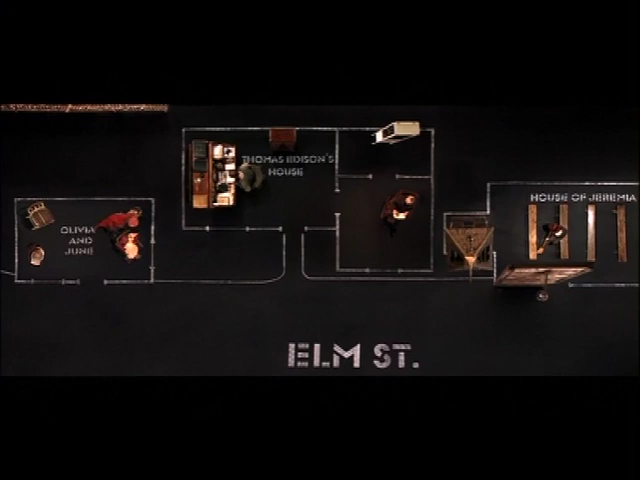 THOMAS EDISON'S
HOUSE
HOUSE OF JEREMIA
OLIVIA
AND
JUNE
ELM ST.